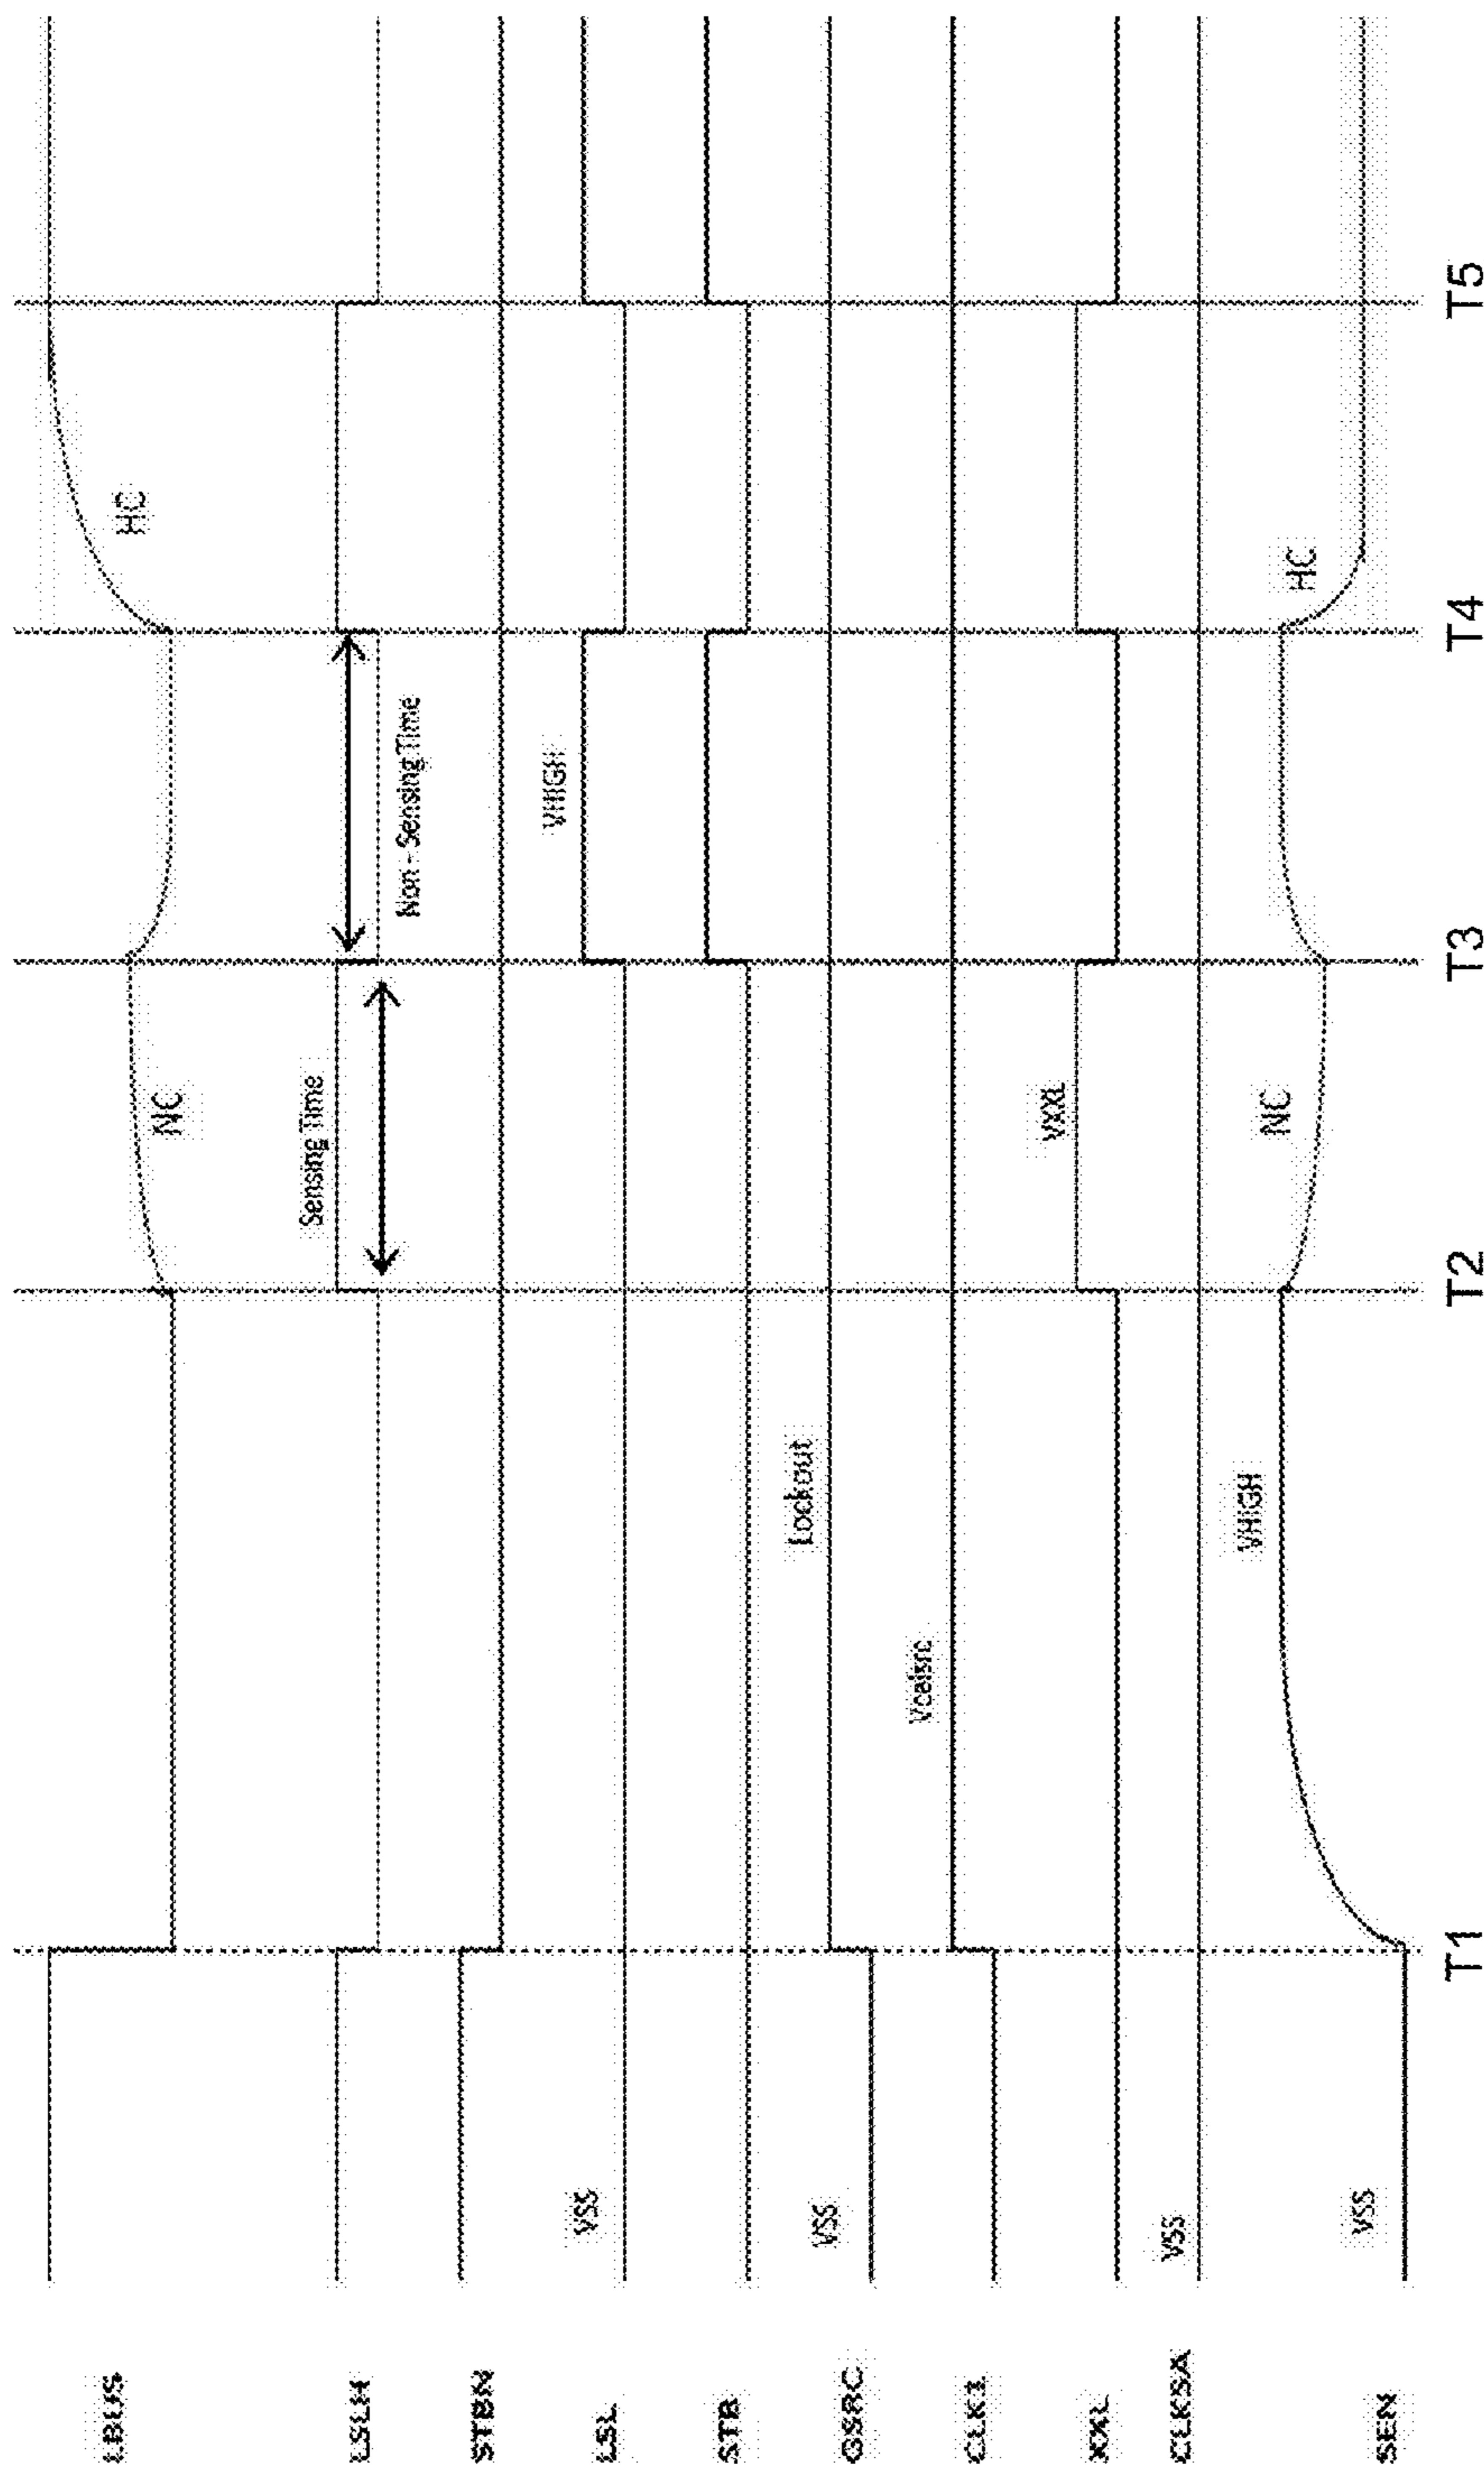 LBUS
NC
HC
LSLH
Sensing Time
Non - Sensing Time
STBN
LSL
VSS
VHIGH
STB
GSRC
VSS
Lockout
CLK1
Vcelsrc
XXL
VXXL
CLKSA
VSS
SEN
VSS
VHIGH
NC
HC
T1
T2
T3
T4
T5